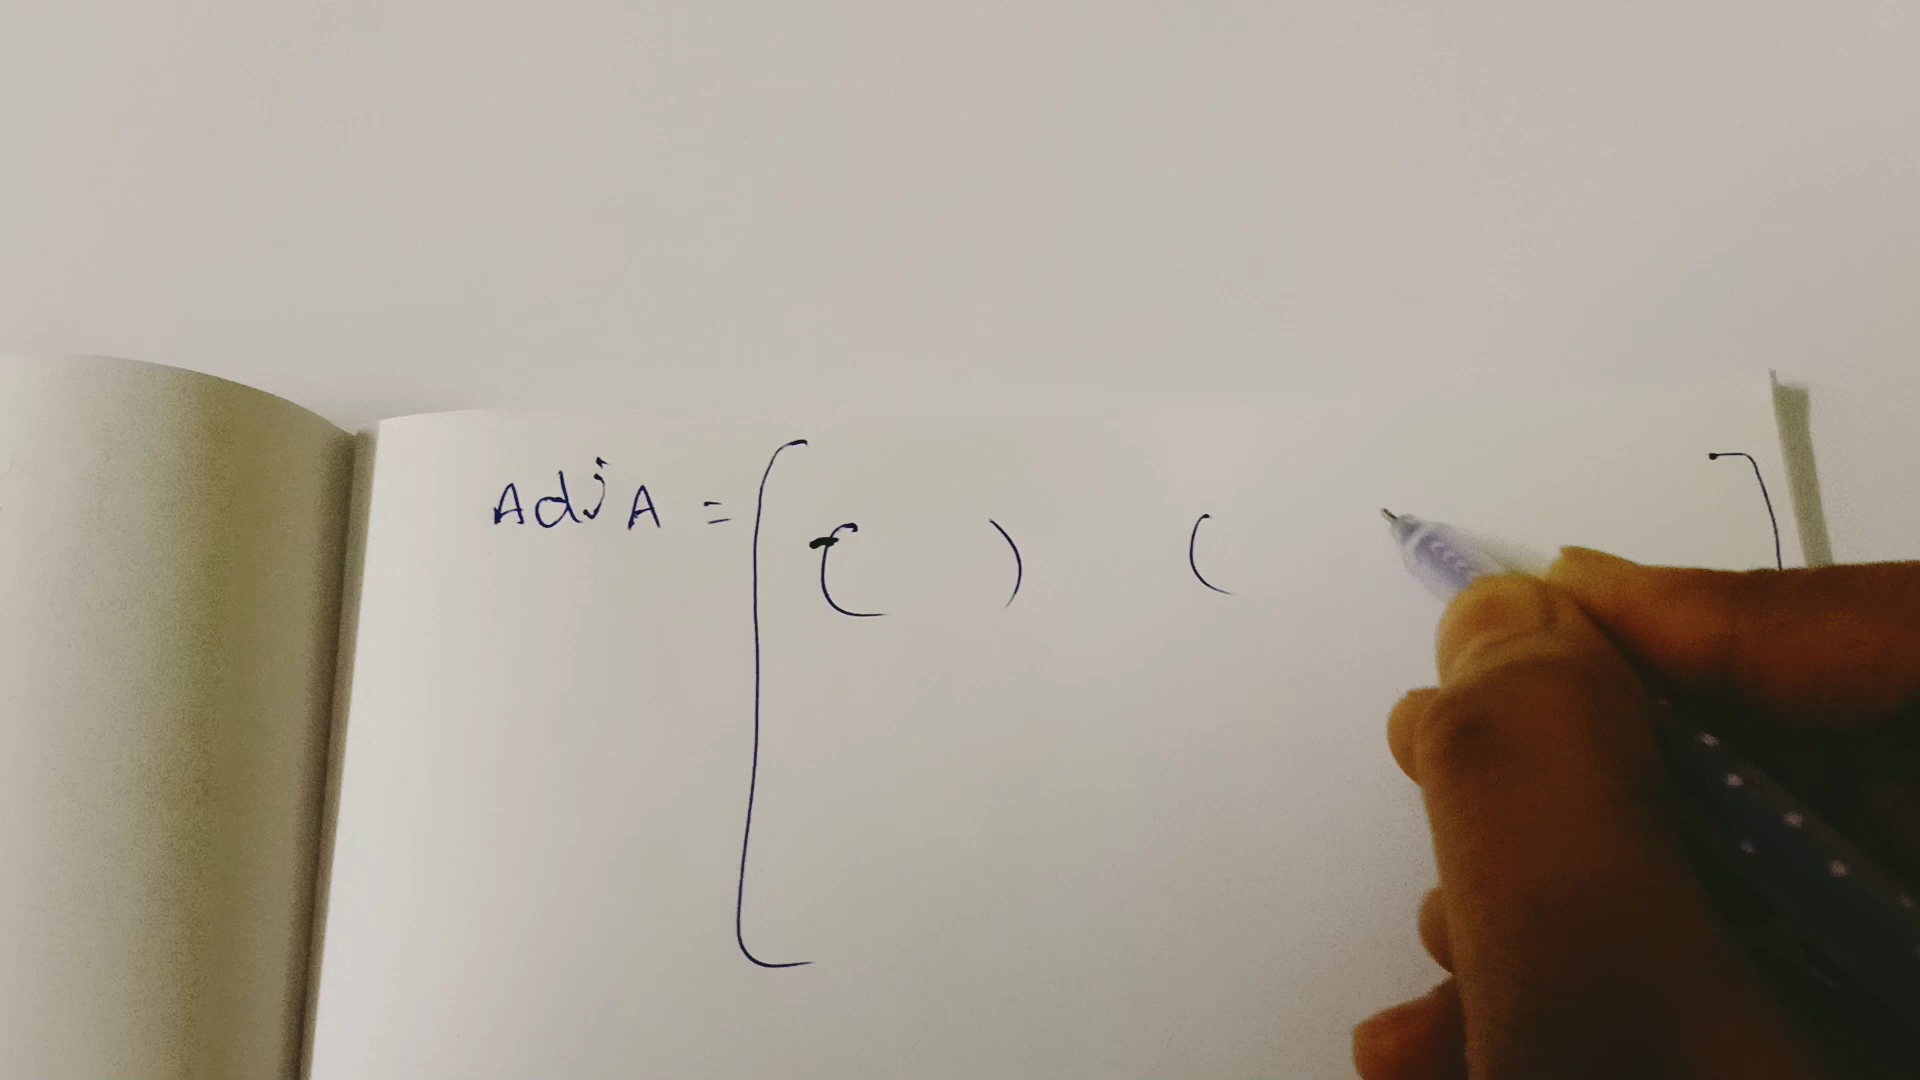 Adj A = [ ( ) ( ]